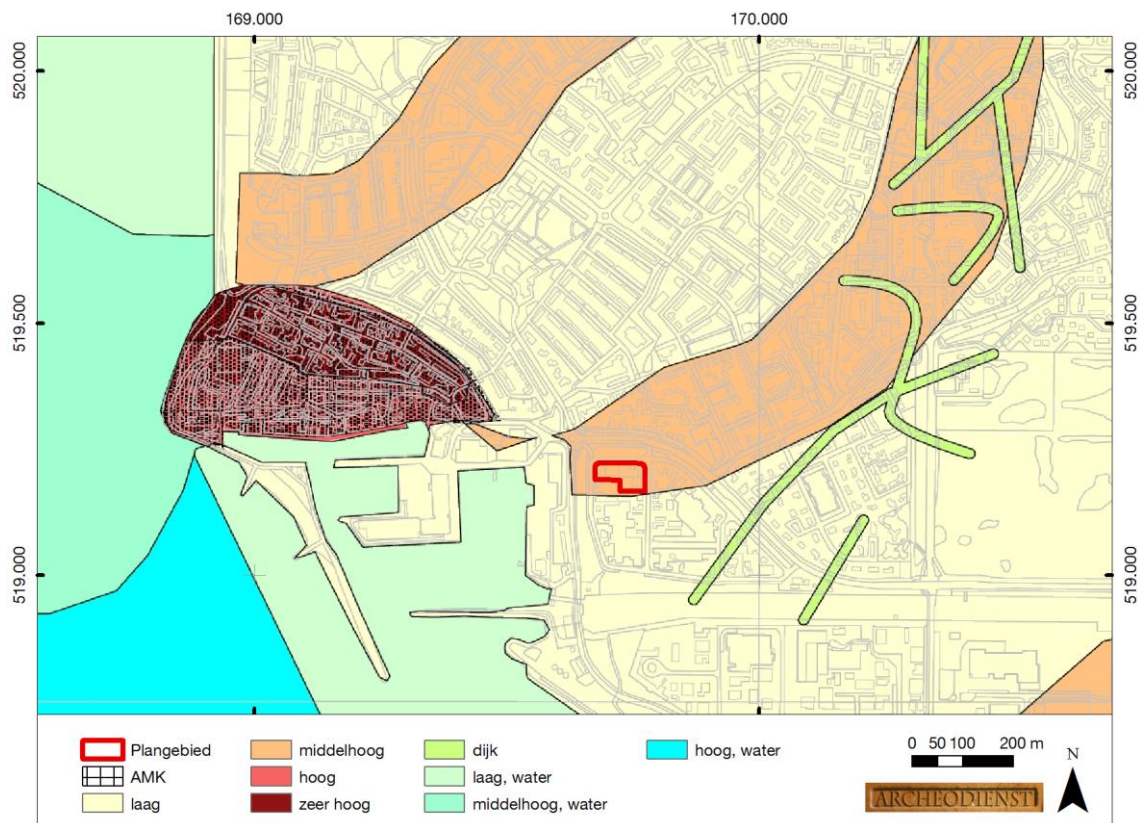 169.000 170.000
520.000 520.000
519.500 519.500
519.000 519.000
Plangebied middelhoog dijk hoog, water
AMK hoog laag, water
laag zeer hoog middelhoog, water
0 50 100 200 m
N
ARCHEODIENST